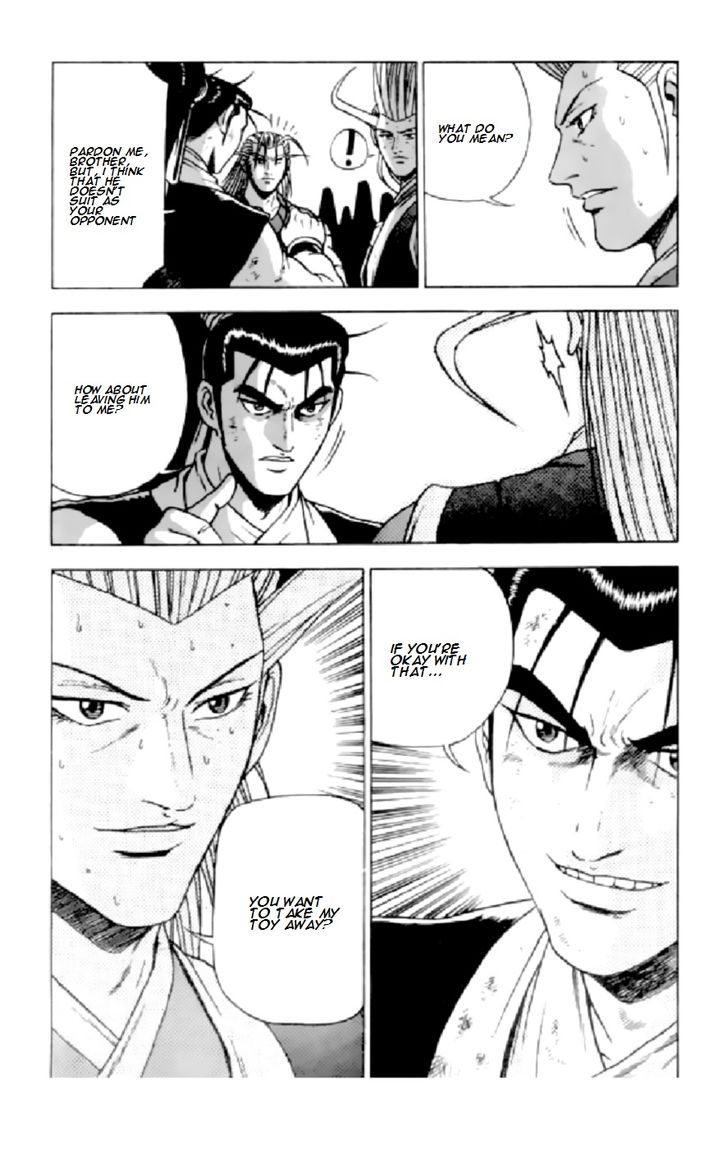 PARDON ME,
BROTHER,
BUT, I THINK
THAT HE
DOESN'T
SUIT AS
YOUR
OPPONENT
!
WHAT DO
YOU MEAN?
HOW ABOUT
LEAVING HIM
TO ME?
YOU WANT
TO TAKE MY
TOY AWAY?
IF YOU'RE
OKAY WITH
THAT...